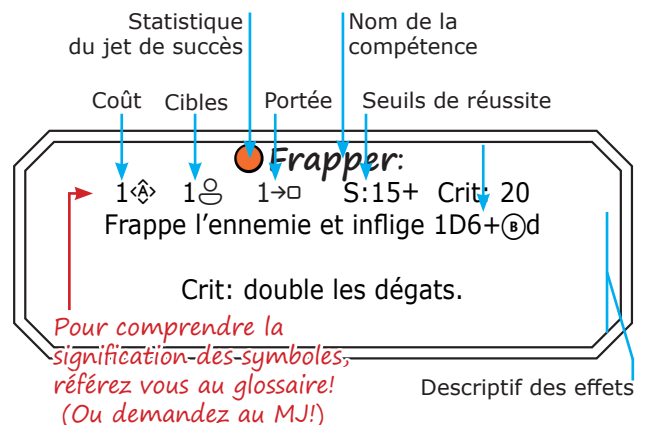 Statistique
du jet de succès
Nom de la
compétence
Coût Cibles Portée Seuils de réussite
Frapper:
1<A> 1 1→□ S:15+ Crit: 20
Frappe l'ennemie et inflige 1D6+Ⓑd
Crit: double les dégats.
Pour comprendre la
signification des symboles,
référez vous au glossaire!
(Ou demandez au MJ!)
Descriptif des effets